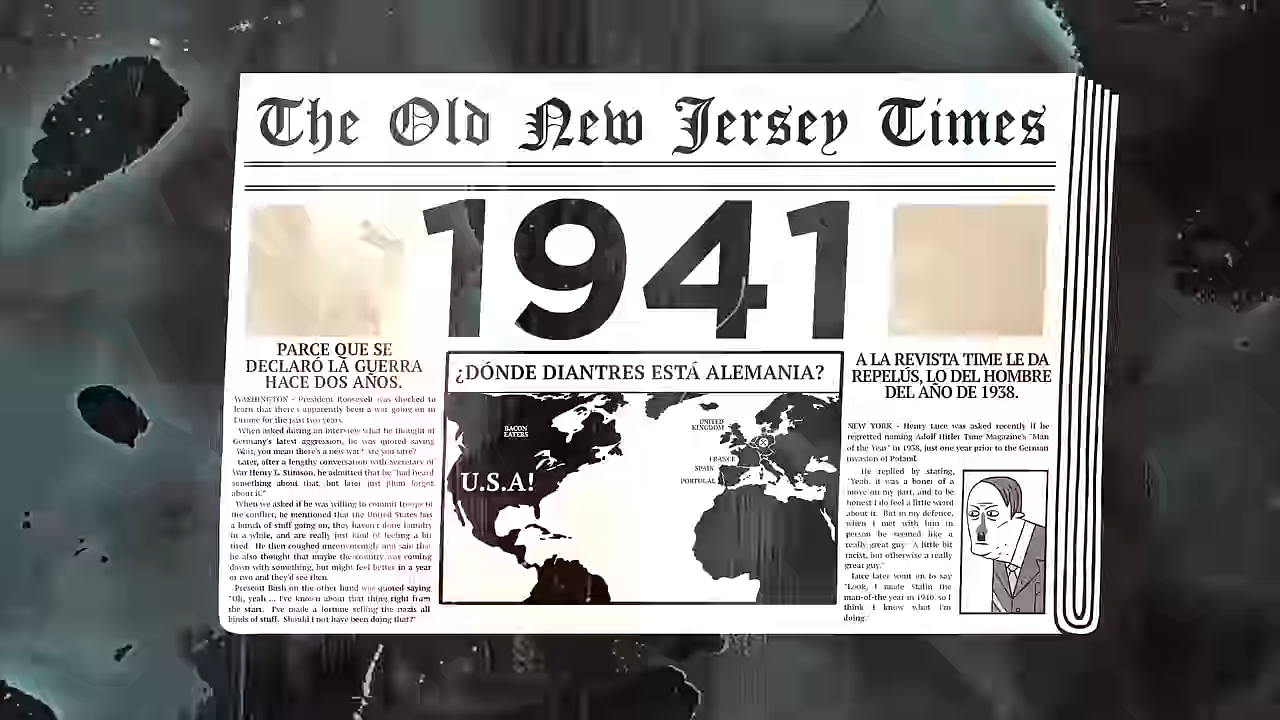 The Old New Jersey Times
1941
PARCE QUE SE
DECLARÓ LA GUERRA
HACE DOS AÑOS.
WASHINGTON - President Roosevelt was shocked to
learn that there's apparently been a war going on in
Europe for the past two years.
When asked during an interview what he thought of
Germany's latest aggression, he was quoted saying
"Wait, you mean there's a new war? Are you sure?"
Later, after a lengthy conversation with Secretary of
War Henry L. Stimson, he admitted that he "had heard
something about that, but later just plum forgot
about it."
When we asked if he was willing to commit troops to
the conflict, he mentioned that the United States has
a bunch of stuff going on, they haven't done laundry
in a while, and are really just kind of feeling a bit
tired. He then coughed unconvincingly and said that
he also thought that maybe the country was coming
down with something, but might feel better in a year
or two and they'd see then.
Prescott Bush on the other hand was quoted saying
"Oh, yeah... I've known about that thing right from
the start. I've made a fortune selling the nazis all
kinds of stuff. Should I not have been doing that?"
¿DÓNDE DIANTRES ESTÁ ALEMANIA?
BACON
EATERS
U.S.A!
UNITED
KINGDOM
FRANCE
SPAIN
PORTUGAL
A LA REVISTA TIME LE DA
REPELÚS, LO DEL HOMBRE
DEL AÑO DE 1938.
NEW YORK - Henry Luce was asked recently if he
regretted naming Adolf Hitler Time Magazine's "Man
of the Year" in 1938, just one year prior to the German
invasion of Poland.
He replied by stating,
"Yeah, it was a boner of a
move on my part, and to be
honest I do feel a little weird
about it. But in my defence,
when I met with him in
person he seemed like a
really great guy. A little bit
racist, but otherwise a really
great guy."
Luce later went on to say
"Look, I made Stalin the
man-of-the year in 1940, so I
think I know what I'm
doing."